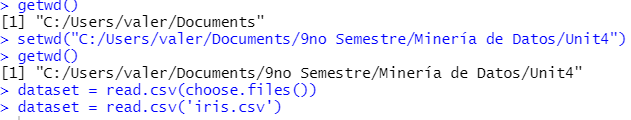 > getwd()
[1] "C:/Users/valer/Documents"
> setwd("C:/Users/valer/Documents/9no Semestre/Minería de Datos/Unit4")
> getwd()
[1] "C:/Users/valer/Documents/9no Semestre/Minería de Datos/Unit4"
> dataset = read.csv(choose.files())
> dataset = read.csv('iris.csv')